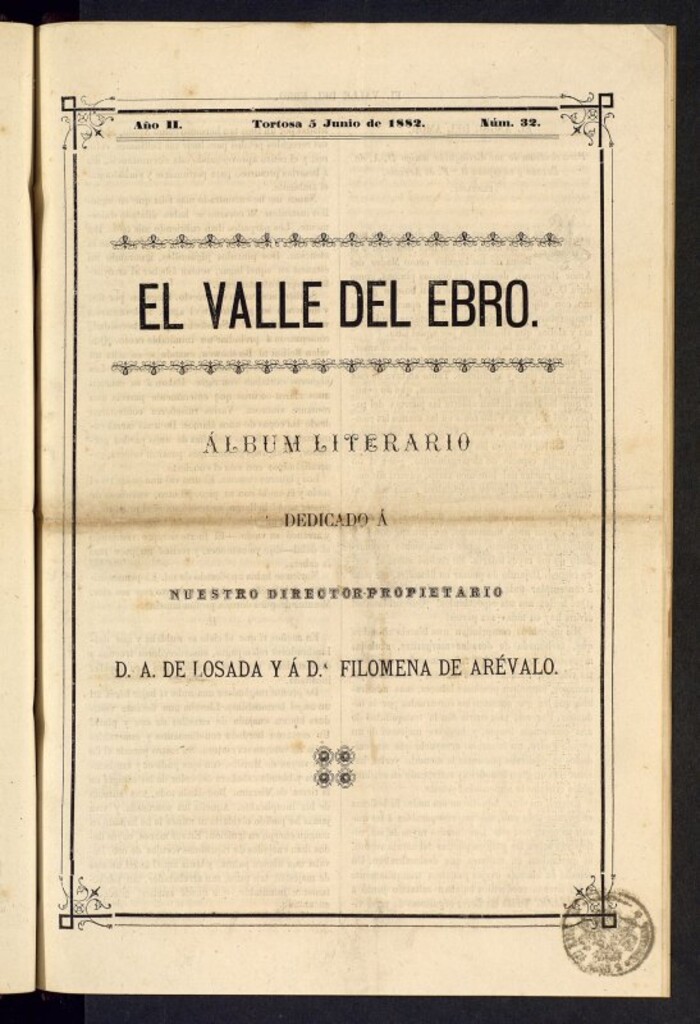 Año II. Tortosa 5 Junio de 1882. Núm. 32.
EL VALLE DEL EBRO.
ÁLBUM LITERARIO
DEDICADO Á
NUESTRO DIRECTOR-PROPIETARIO
D. A. DE LOSADA Y Á D.ª FILOMENA DE ARÉVALO.